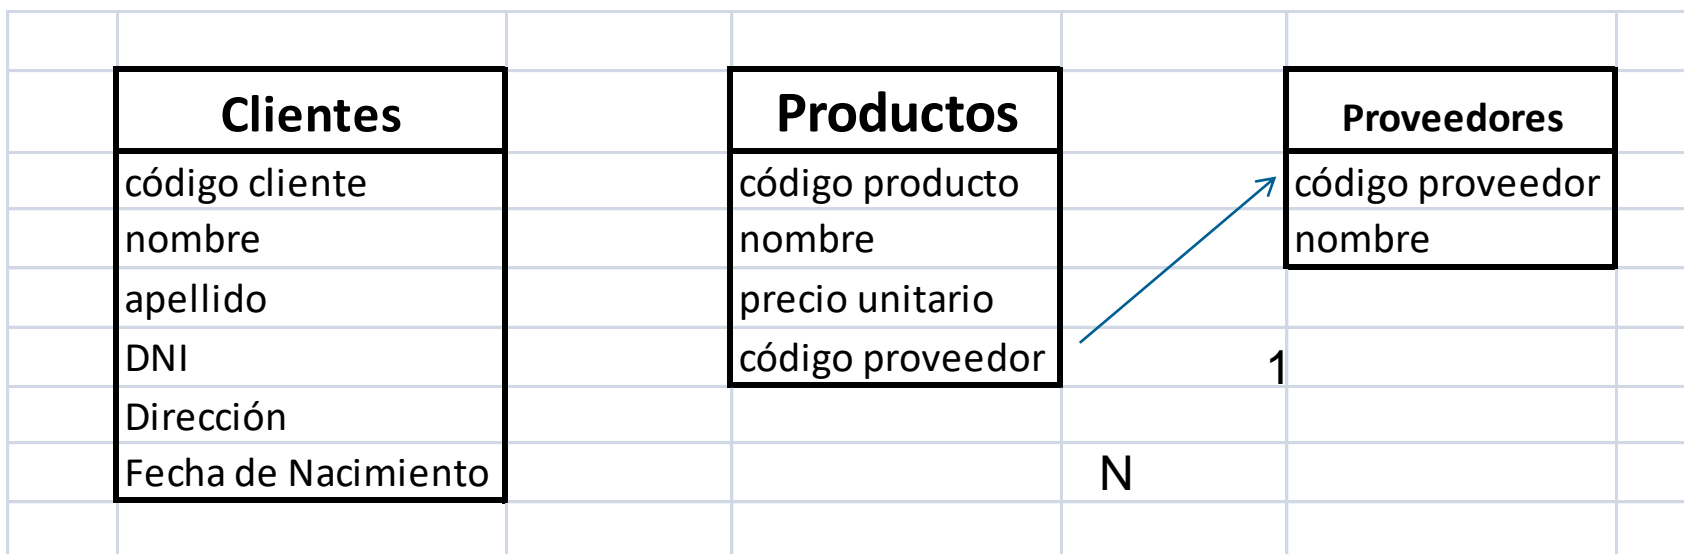 Clientes
código cliente
nombre
apellido
DNI
Dirección
Fecha de Nacimiento
Productos
código producto
nombre
precio unitario
código proveedor
Proveedores
código proveedor
nombre
1
N